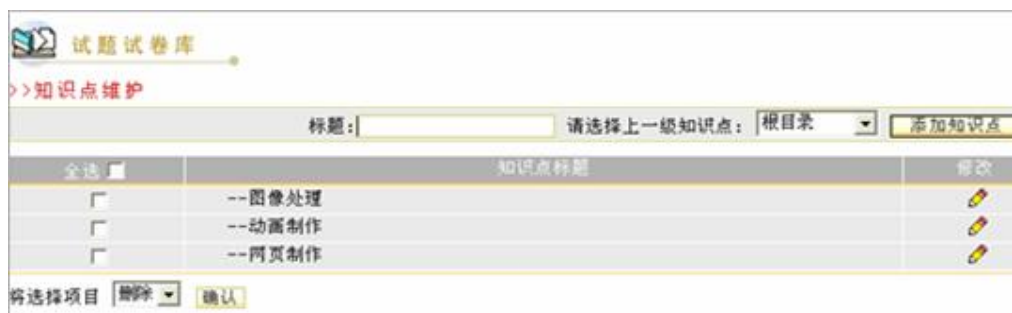 试题试卷库
>>知识点维护
标题: 请选择上一级知识点: 根目录 添加知识点
全选 知识点标题 修改
--图像处理
--动画制作
--网页制作
将选择项目 删除 确认